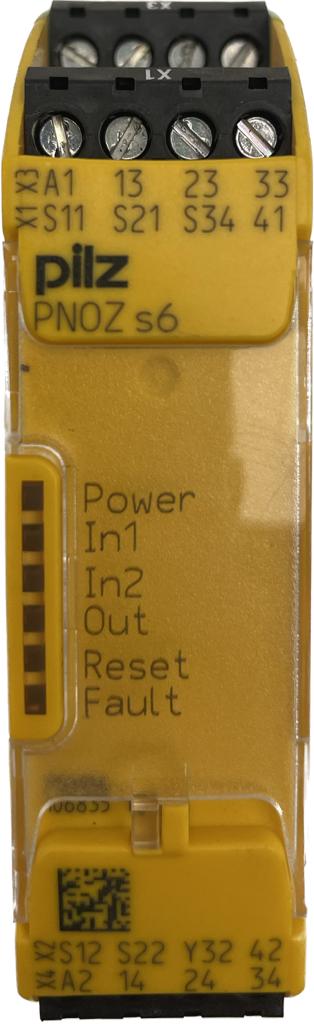 X3
X1
X3 A1 13 23 33
X1 S11 S21 S34 41
pilz
PNOZ s6
Power
In1
In2
Out
Reset
Fault
106835
X2 S12 S22 Y32 42
X4 A2 14 24 34